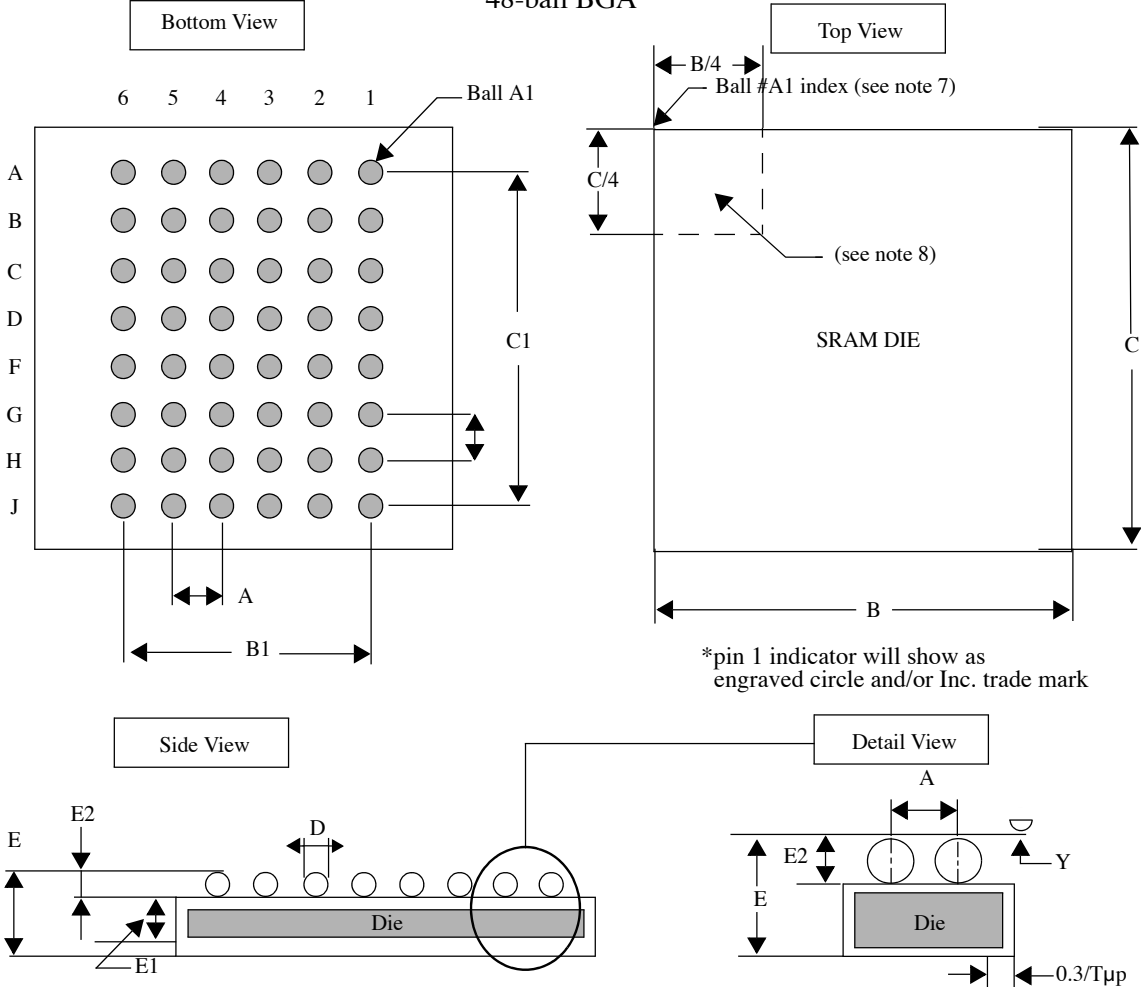 48-ball BGA
Bottom View
Top View
6 5 4 3 2 1
Ball A1
A
B
C
D
F
G
H
J
C1
A
B1
B/4
Ball #A1 index (see note 7)
C/4
(see note 8)
SRAM DIE
C
B
*pin 1 indicator will show as
engraved circle and/or Inc. trade mark
Side View
E2
E
D
Die
E1
Detail View
A
E2
Y
E
Die
0.3/Tμp